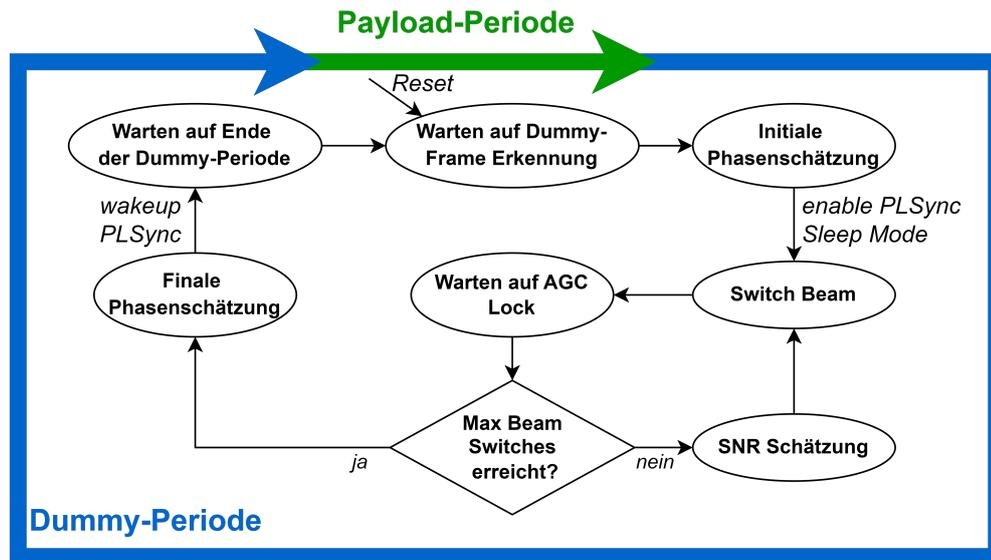 Payload-Periode
Reset
Warten auf Ende
der Dummy-Periode
Warten auf Dummy-
Frame Erkennung
Initiale
Phasenschätzung
wakeup
PLSync
enable PLSync
Sleep Mode
Finale
Phasenschätzung
Warten auf AGC
Lock
Switch Beam
Max Beam
Switches
erreicht?
ja
nein
SNR Schätzung
Dummy-Periode